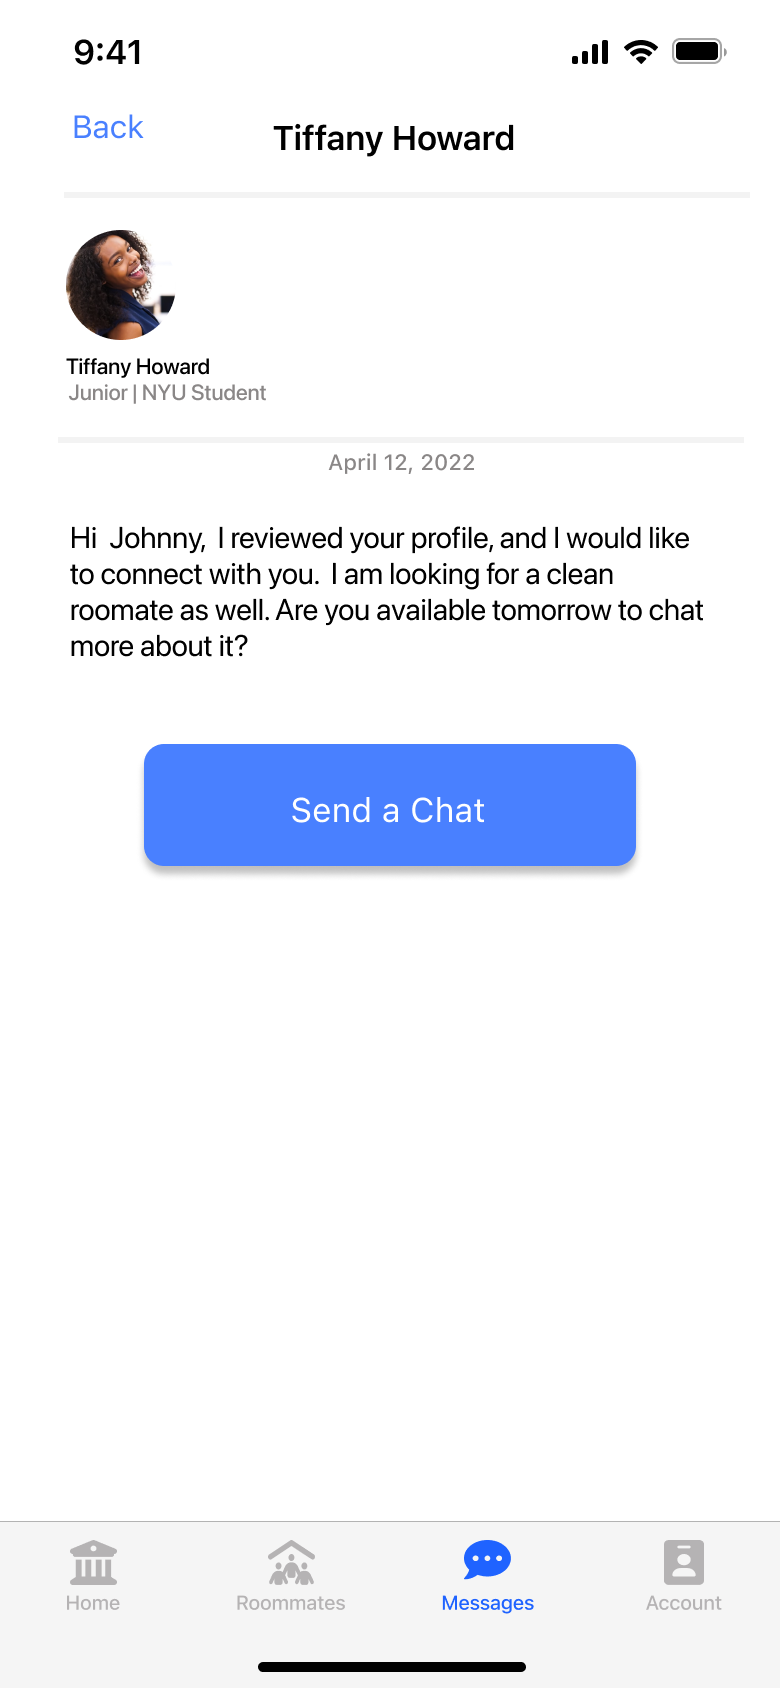 9:41
Back
Tiffany Howard
Tiffany Howard
Junior | NYU Student
April 12, 2022
Hi  Johnny,  I reviewed your profile, and I would like
to connect with you.  I am looking for a clean
roomate as well. Are you available tomorrow to chat
more about it?
Send a Chat
Home
Roommates
Messages
Account